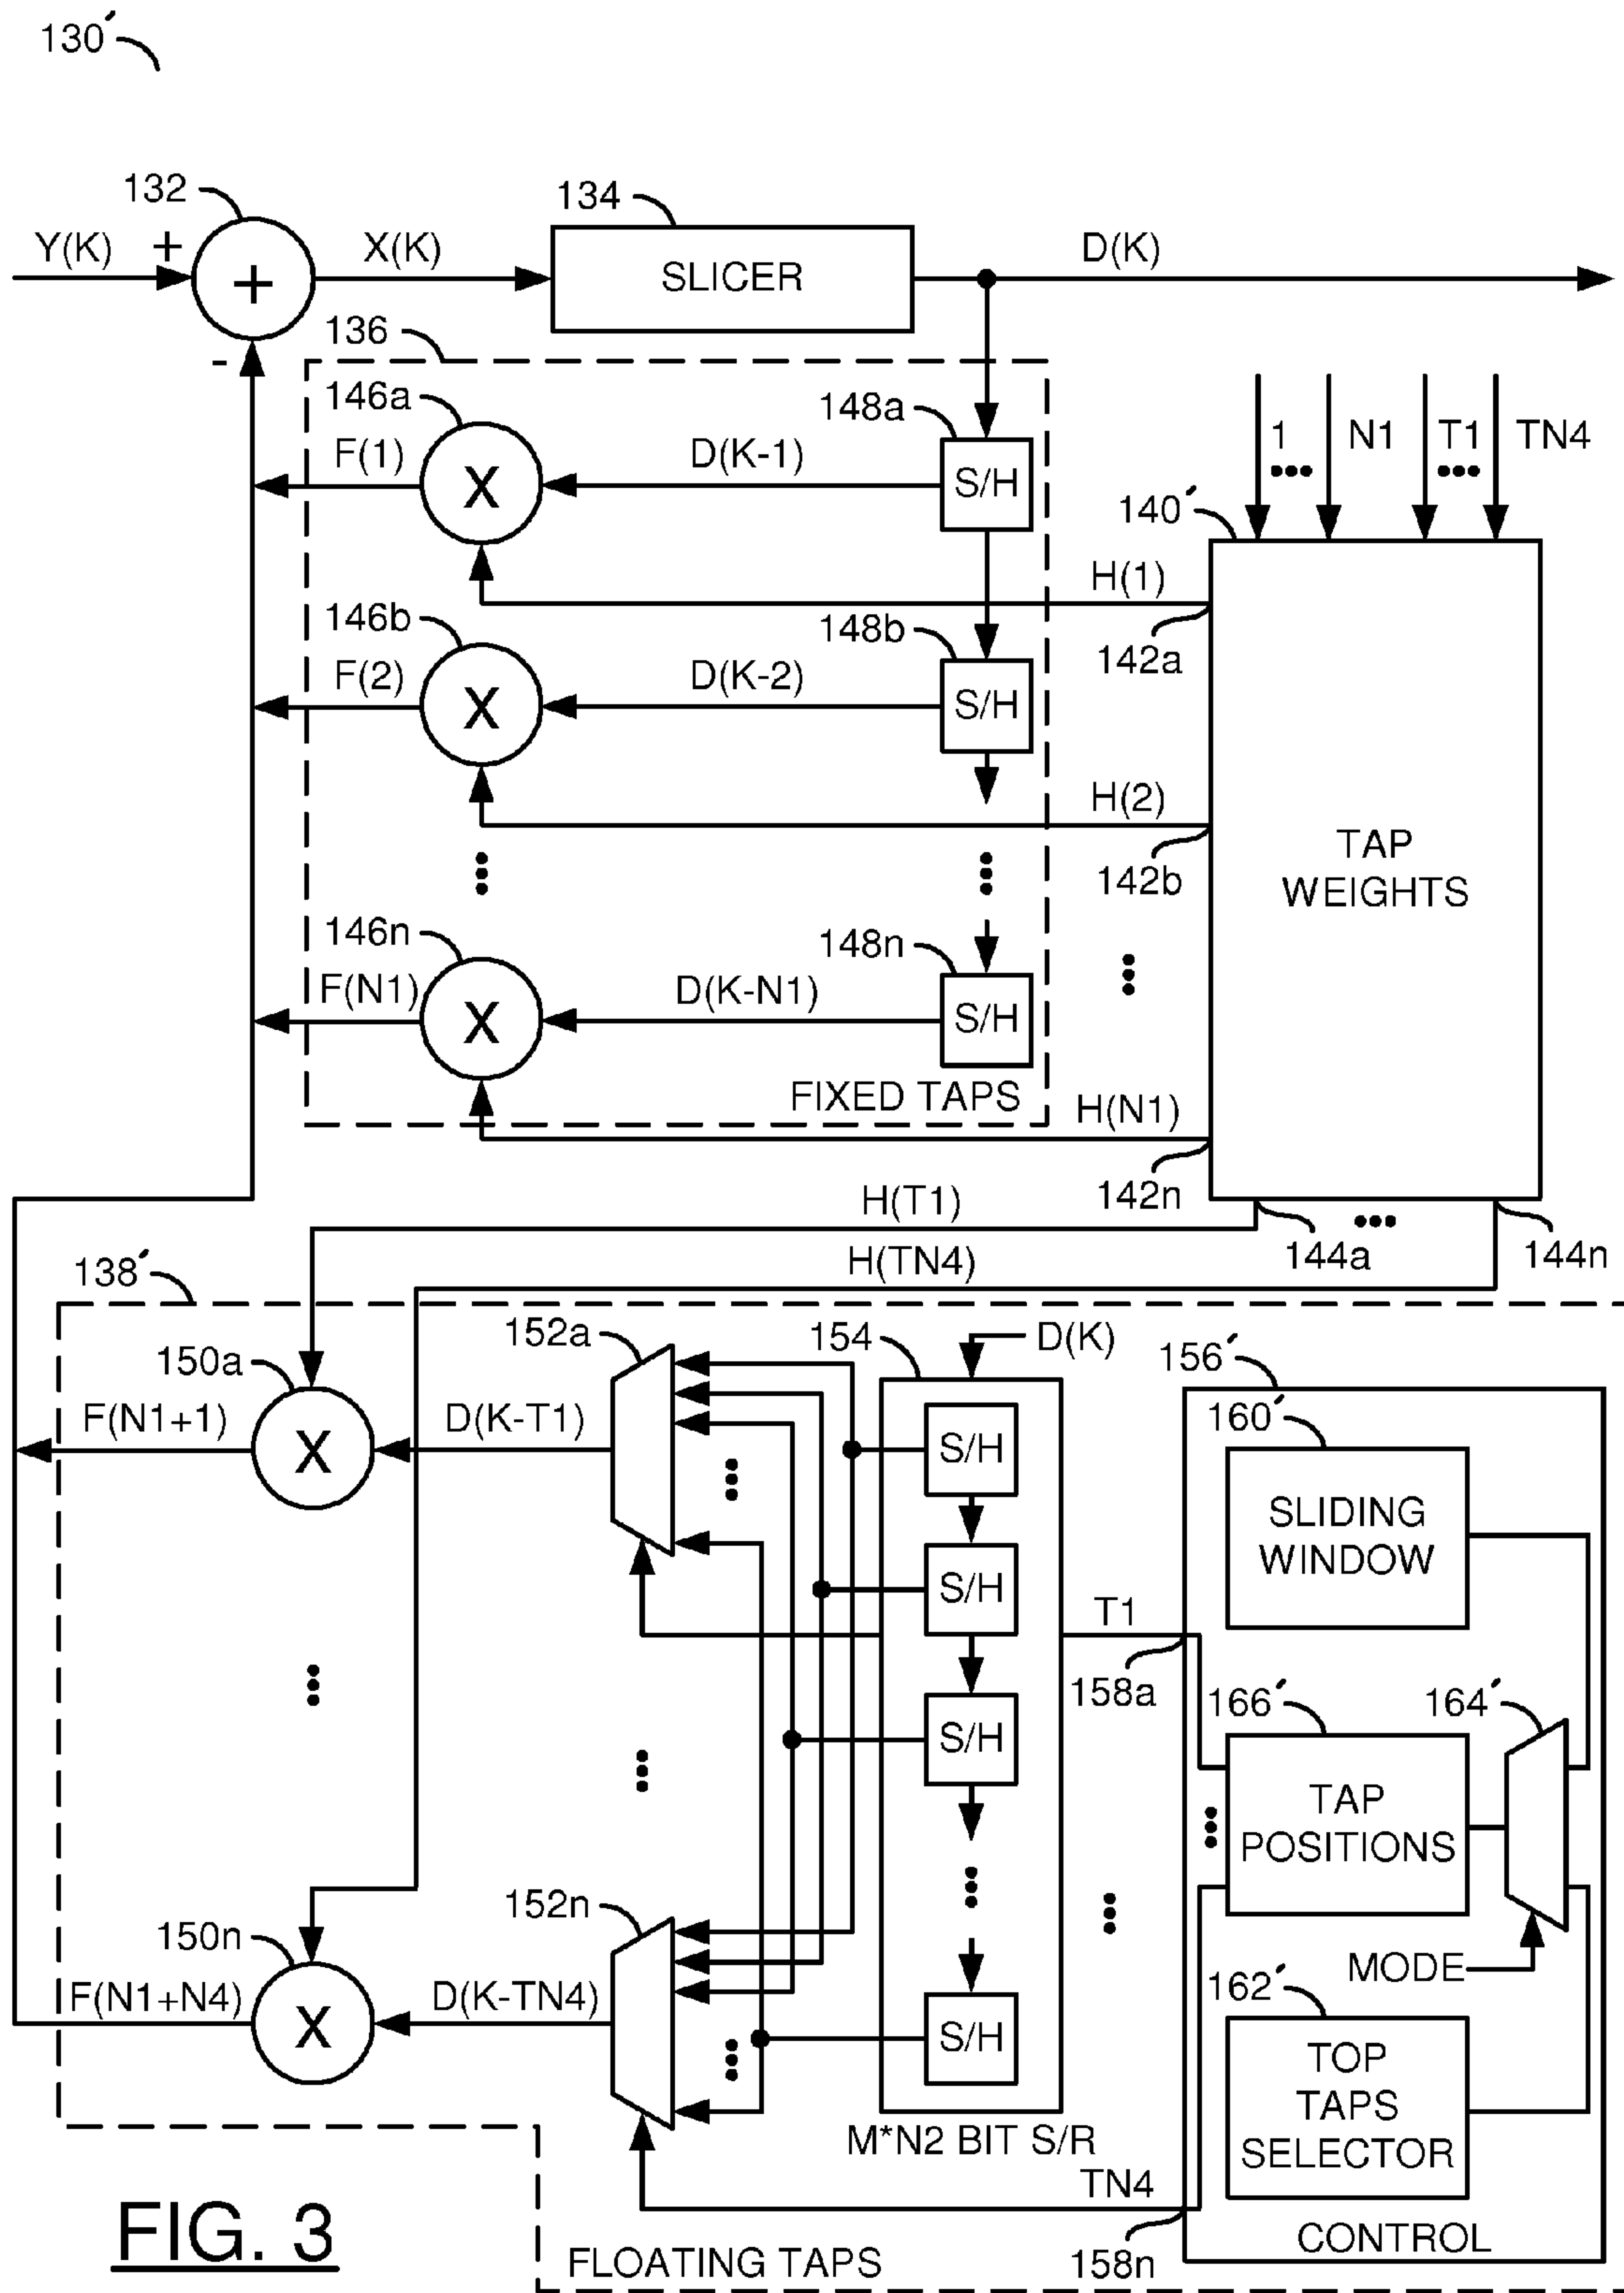 130´
132
134
Y(K)
+
+
-
X(K)
SLICER
D(K)
136
146a
148a
F(1)
X
D(K-1)
S/H
1
N1
T1
TN4
140´
H(1)
142a
146b
148b
F(2)
X
D(K-2)
S/H
H(2)
142b
TAP
WEIGHTS
146n
148n
F(N1)
X
D(K-N1)
S/H
FIXED TAPS
H(N1)
142n
H(T1)
144a
144n
H(TN4)
138´
152a
154
D(K)
156´
150a
160´
F(N1+1)
X
D(K-T1)
S/H
SLIDING
WINDOW
S/H
T1
158a
166´
164´
S/H
TAP
POSITIONS
152n
150n
MODE
162´
F(N1+N4)
X
D(K-TN4)
S/H
TOP
TAPS
SELECTOR
M*N2 BIT S/R
TN4
158n
CONTROL
FLOATING TAPS
FIG. 3